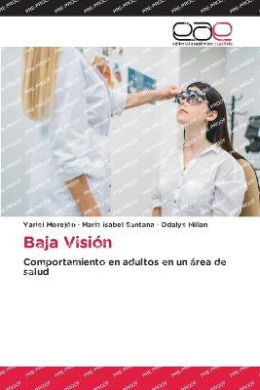 eae
editorial académica española
Yariel Morejón · María isabel Santana · Odalys Milian
Baja Visión
Comportamiento en adultos en un área de
salud